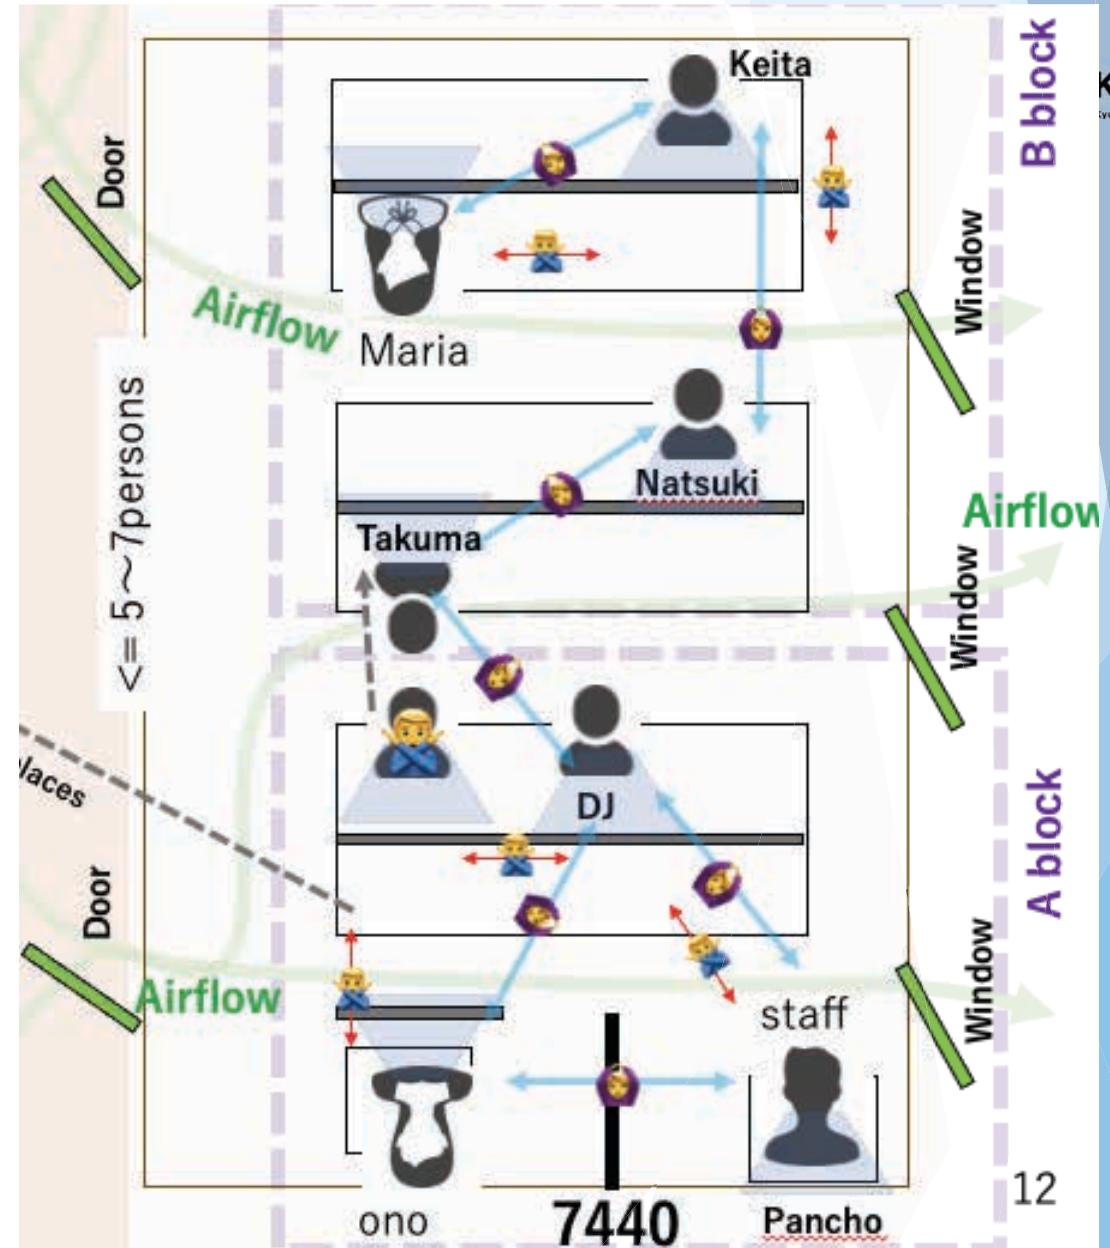 Keita
B block
K
Door
Window
Airflow
Maria
<= 5～7persons
Natsuki
Airflow
Takuma
Window
laces
DJ
A block
Door
Window
Airflow
staff
12
ono
7440
Pancho